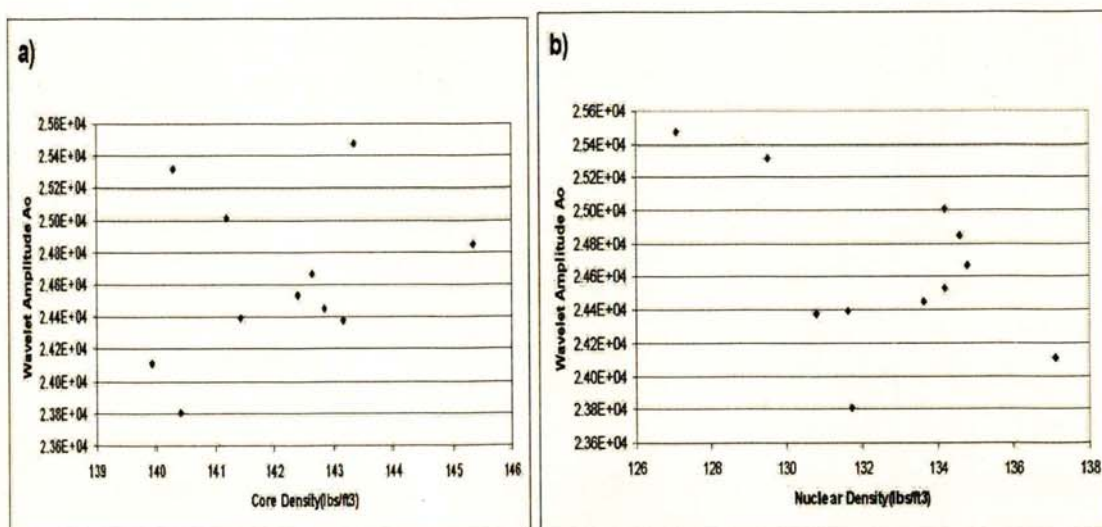 a)
Wavelet Amplitude Ao
2.56E+04
2.54E+04
2.52E+04
2.50E+04
2.48E+04
2.46E+04
2.44E+04
2.42E+04
2.40E+04
2.38E+04
2.36E+04
139 140 141 142 143 144 145 146
Core Density(lbs/ft3)
b)
Wavelet Amplitude Ao
2.56E+04
2.54E+04
2.52E+04
2.50E+04
2.48E+04
2.46E+04
2.44E+04
2.42E+04
2.40E+04
2.38E+04
2.36E+04
126 128 130 132 134 136 138
Nuclear Density(lbs/ft3)